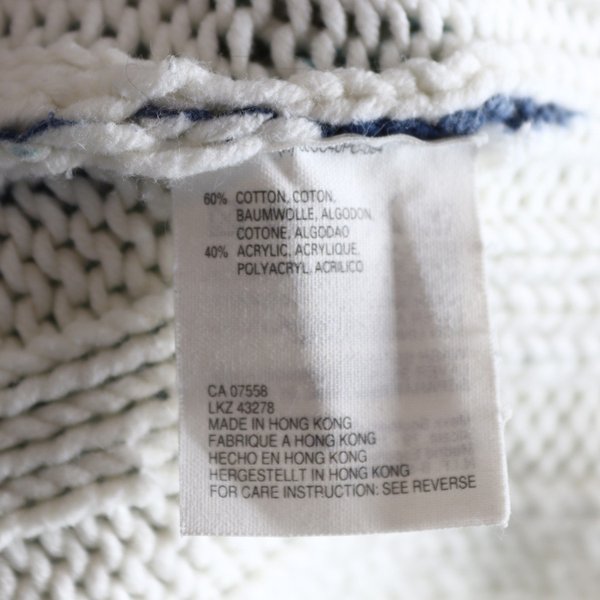 60% COTTON, COTON,
BAUMWOLLE, ALGODON,
COTONE, ALGODAO
40% ACRYLIC, ACRYLIQUE,
POLYACRYL, ACRILICO
CA 07558
LKZ 43278
MADE IN HONG KONG
FABRIQUE A HONG KONG
HECHO EN HONG KONG
HERGESTELLT IN HONG KONG
FOR CARE INSTRUCTION: SEE REVERSE